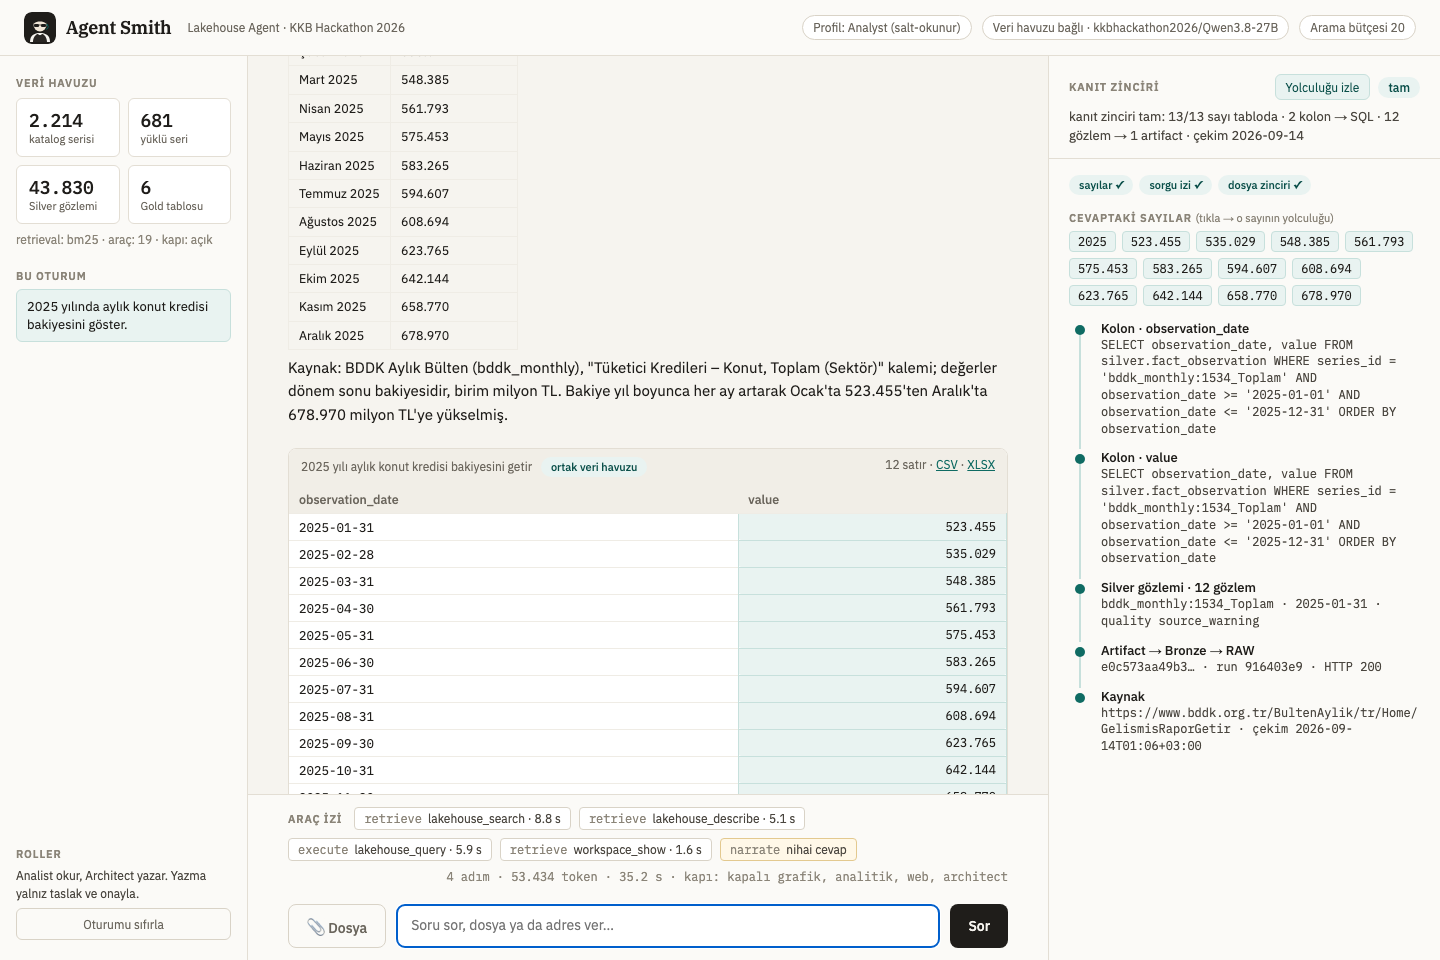 Agent Smith
Lakehouse Agent · KKB Hackathon 2026
Profil: Analyst (salt-okunur)
Veri havuzu bağlı · kkbhackathon2026/Qwen3.8-27B
Arama bütçesi 20
VERİ HAVUZU
2.214
katalog serisi
681
yüklü seri
43.830
Silver gözlemi
6
Gold tablosu
retrieval: bm25 · araç: 19 · kapı: açık
BU OTURUM
2025 yılında aylık konut kredisi
bakiyesini göster.
ROLLER
Analist okur, Architect yazar. Yazma
yalnız taslak ve onayla.
Oturumu sıfırla
Mart 2025 548.385
Nisan 2025 561.793
Mayıs 2025 575.453
Haziran 2025 583.265
Temmuz 2025 594.607
Ağustos 2025 608.694
Eylül 2025 623.765
Ekim 2025 642.144
Kasım 2025 658.770
Aralık 2025 678.970
Kaynak: BDDK Aylık Bülten (bddk_monthly), "Tüketici Kredileri – Konut, Toplam (Sektör)" kalemi; değerler
dönem sonu bakiyesidir, birim milyon TL. Bakiye yıl boyunca her ay artarak Ocak'ta 523.455'ten Aralık'ta
678.970 milyon TL'ye yükselmiş.
2025 yılı aylık konut kredisi bakiyesini getir
ortak veri havuzu
12 satır · CSV · XLSX
observation_date value
2025-01-31 523.455
2025-02-28 535.029
2025-03-31 548.385
2025-04-30 561.793
2025-05-31 575.453
2025-06-30 583.265
2025-07-31 594.607
2025-08-31 608.694
2025-09-30 623.765
2025-10-31 642.144
ARAÇ İZİ
retrieve lakehouse_search · 8.8 s
retrieve lakehouse_describe · 5.1 s
execute lakehouse_query · 5.9 s
retrieve workspace_show · 1.6 s
narrate nihai cevap
4 adım · 53.434 token · 35.2 s · kapı: kapalı grafik, analitik, web, architect
📎 Dosya
Soru sor, dosya ya da adres ver...
Sor
KANIT ZİNCİRİ
Yolculuğu izle
tam
kanıt zinciri tam: 13/13 sayı tabloda · 2 kolon → SQL · 12
gözlem → 1 artifact · çekim 2026-09-14
sayılar ✓
sorgu izi ✓
dosya zinciri ✓
CEVAPTAKİ SAYILAR (tıkla → o sayının yolculuğu)
2025 523.455 535.029 548.385 561.793
575.453 583.265 594.607 608.694
623.765 642.144 658.770 678.970
Kolon · observation_date
SELECT observation_date, value FROM
silver.fact_observation WHERE series_id =
'bddk_monthly:1534_Toplam' AND
observation_date >= '2025-01-01' AND
observation_date <= '2025-12-31' ORDER BY
observation_date
Kolon · value
SELECT observation_date, value FROM
silver.fact_observation WHERE series_id =
'bddk_monthly:1534_Toplam' AND
observation_date >= '2025-01-01' AND
observation_date <= '2025-12-31' ORDER BY
observation_date
Silver gözlemi · 12 gözlem
bddk_monthly:1534_Toplam · 2025-01-31 ·
quality source_warning
Artifact → Bronze → RAW
e0c573aa49b3… · run 916403e9 · HTTP 200
Kaynak
https://www.bddk.org.tr/BultenAylik/tr/Home/
GelismisRaporGetir · çekim 2026-09-
14T01:06+03:00